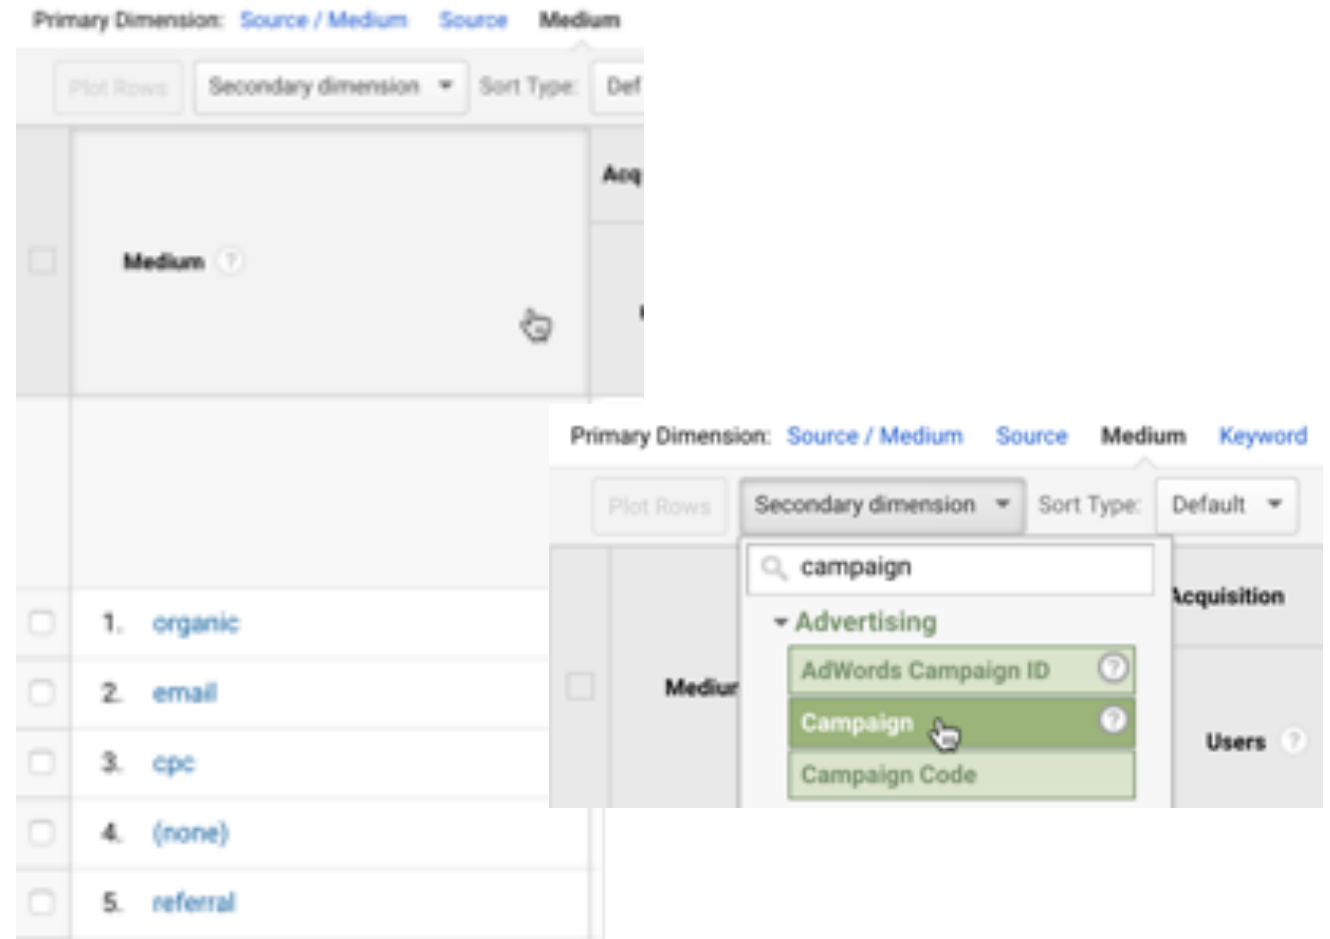 Primary Dimension: Source / Medium Source Medium
Plot Rows Secondary dimension Sort Type: Def
Acq
Medium ?
1. organic
2. email
3. cpc
4. (none)
5. referral
Primary Dimension: Source / Medium Source Medium Keyword
Plot Rows Secondary dimension Sort Type: Default
campaign
Acquisition
Advertising
AdWords Campaign ID ?
Medium
Campaign ?
Users ?
Campaign Code